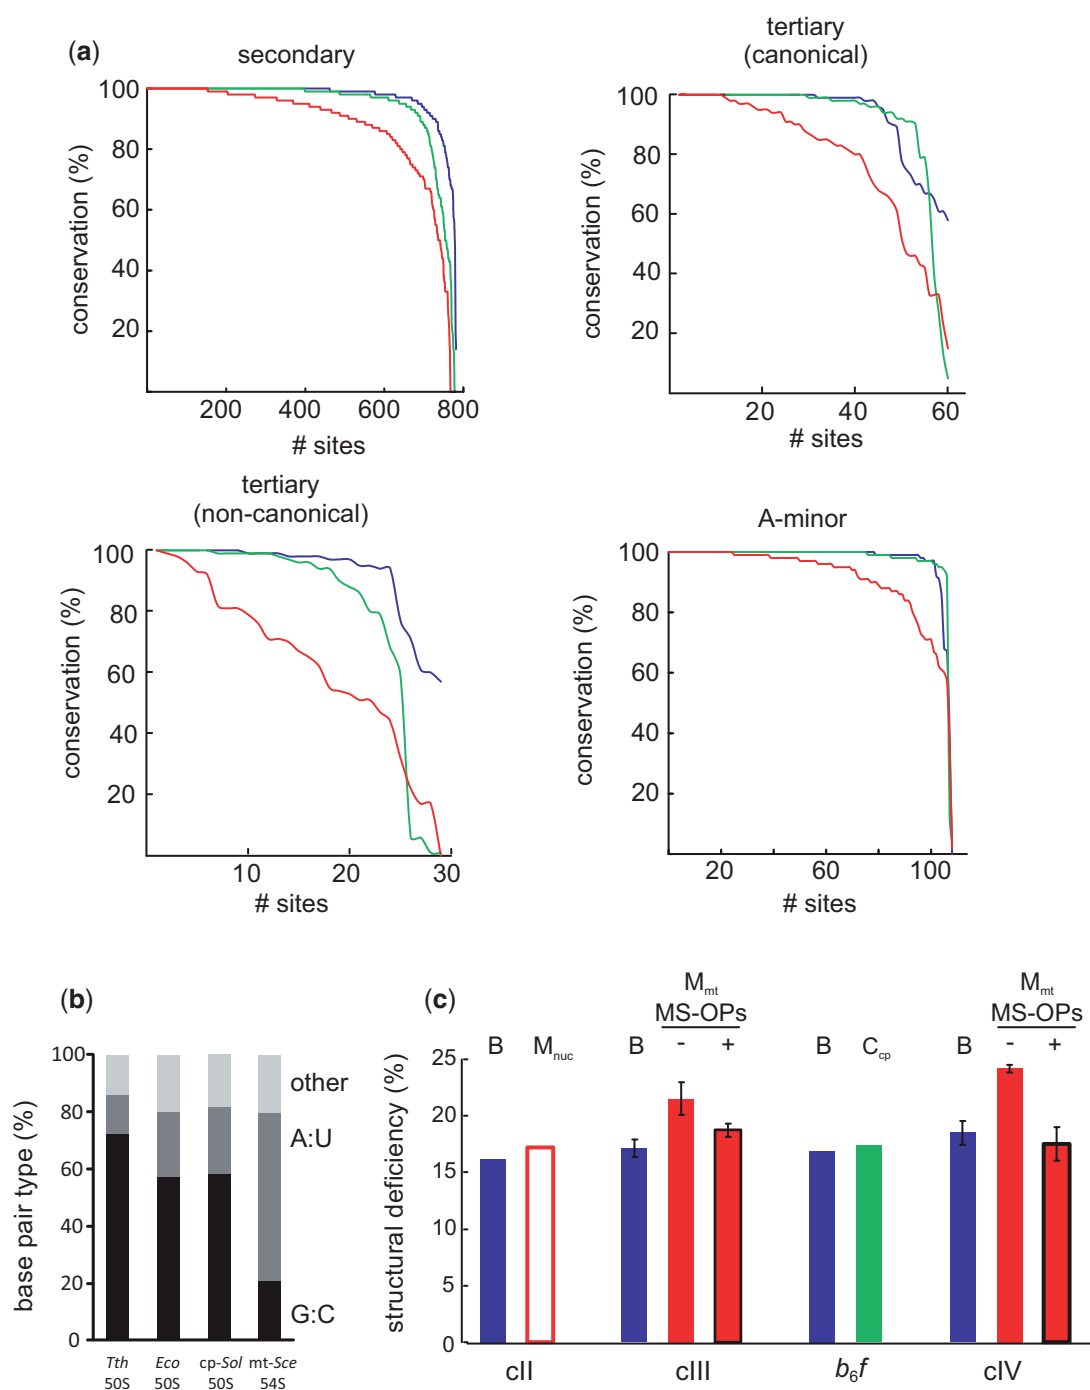 (a)
secondary
conservation (%)
100
80
60
40
20
200
400
600
800
# sites
tertiary
(canonical)
conservation (%)
100
80
60
40
20
20
40
60
# sites
tertiary
(non-canonical)
conservation (%)
100
80
60
40
20
10
20
30
# sites
A-minor
conservation (%)
100
80
60
40
20
20
60
100
# sites
(b)
base pair type (%)
100
80
60
40
20
0
other
A:U
G:C
Tth
50S
Eco
50S
cp-Sol
50S
mt-Sce
54S
(c)
structural deficiency (%)
25
20
15
10
5
0
B
Mnuc
cII
Mmt
MS-OPs
B
-
+
cIII
B
Ccp
b6f
Mmt
MS-OPs
B
-
+
cIV